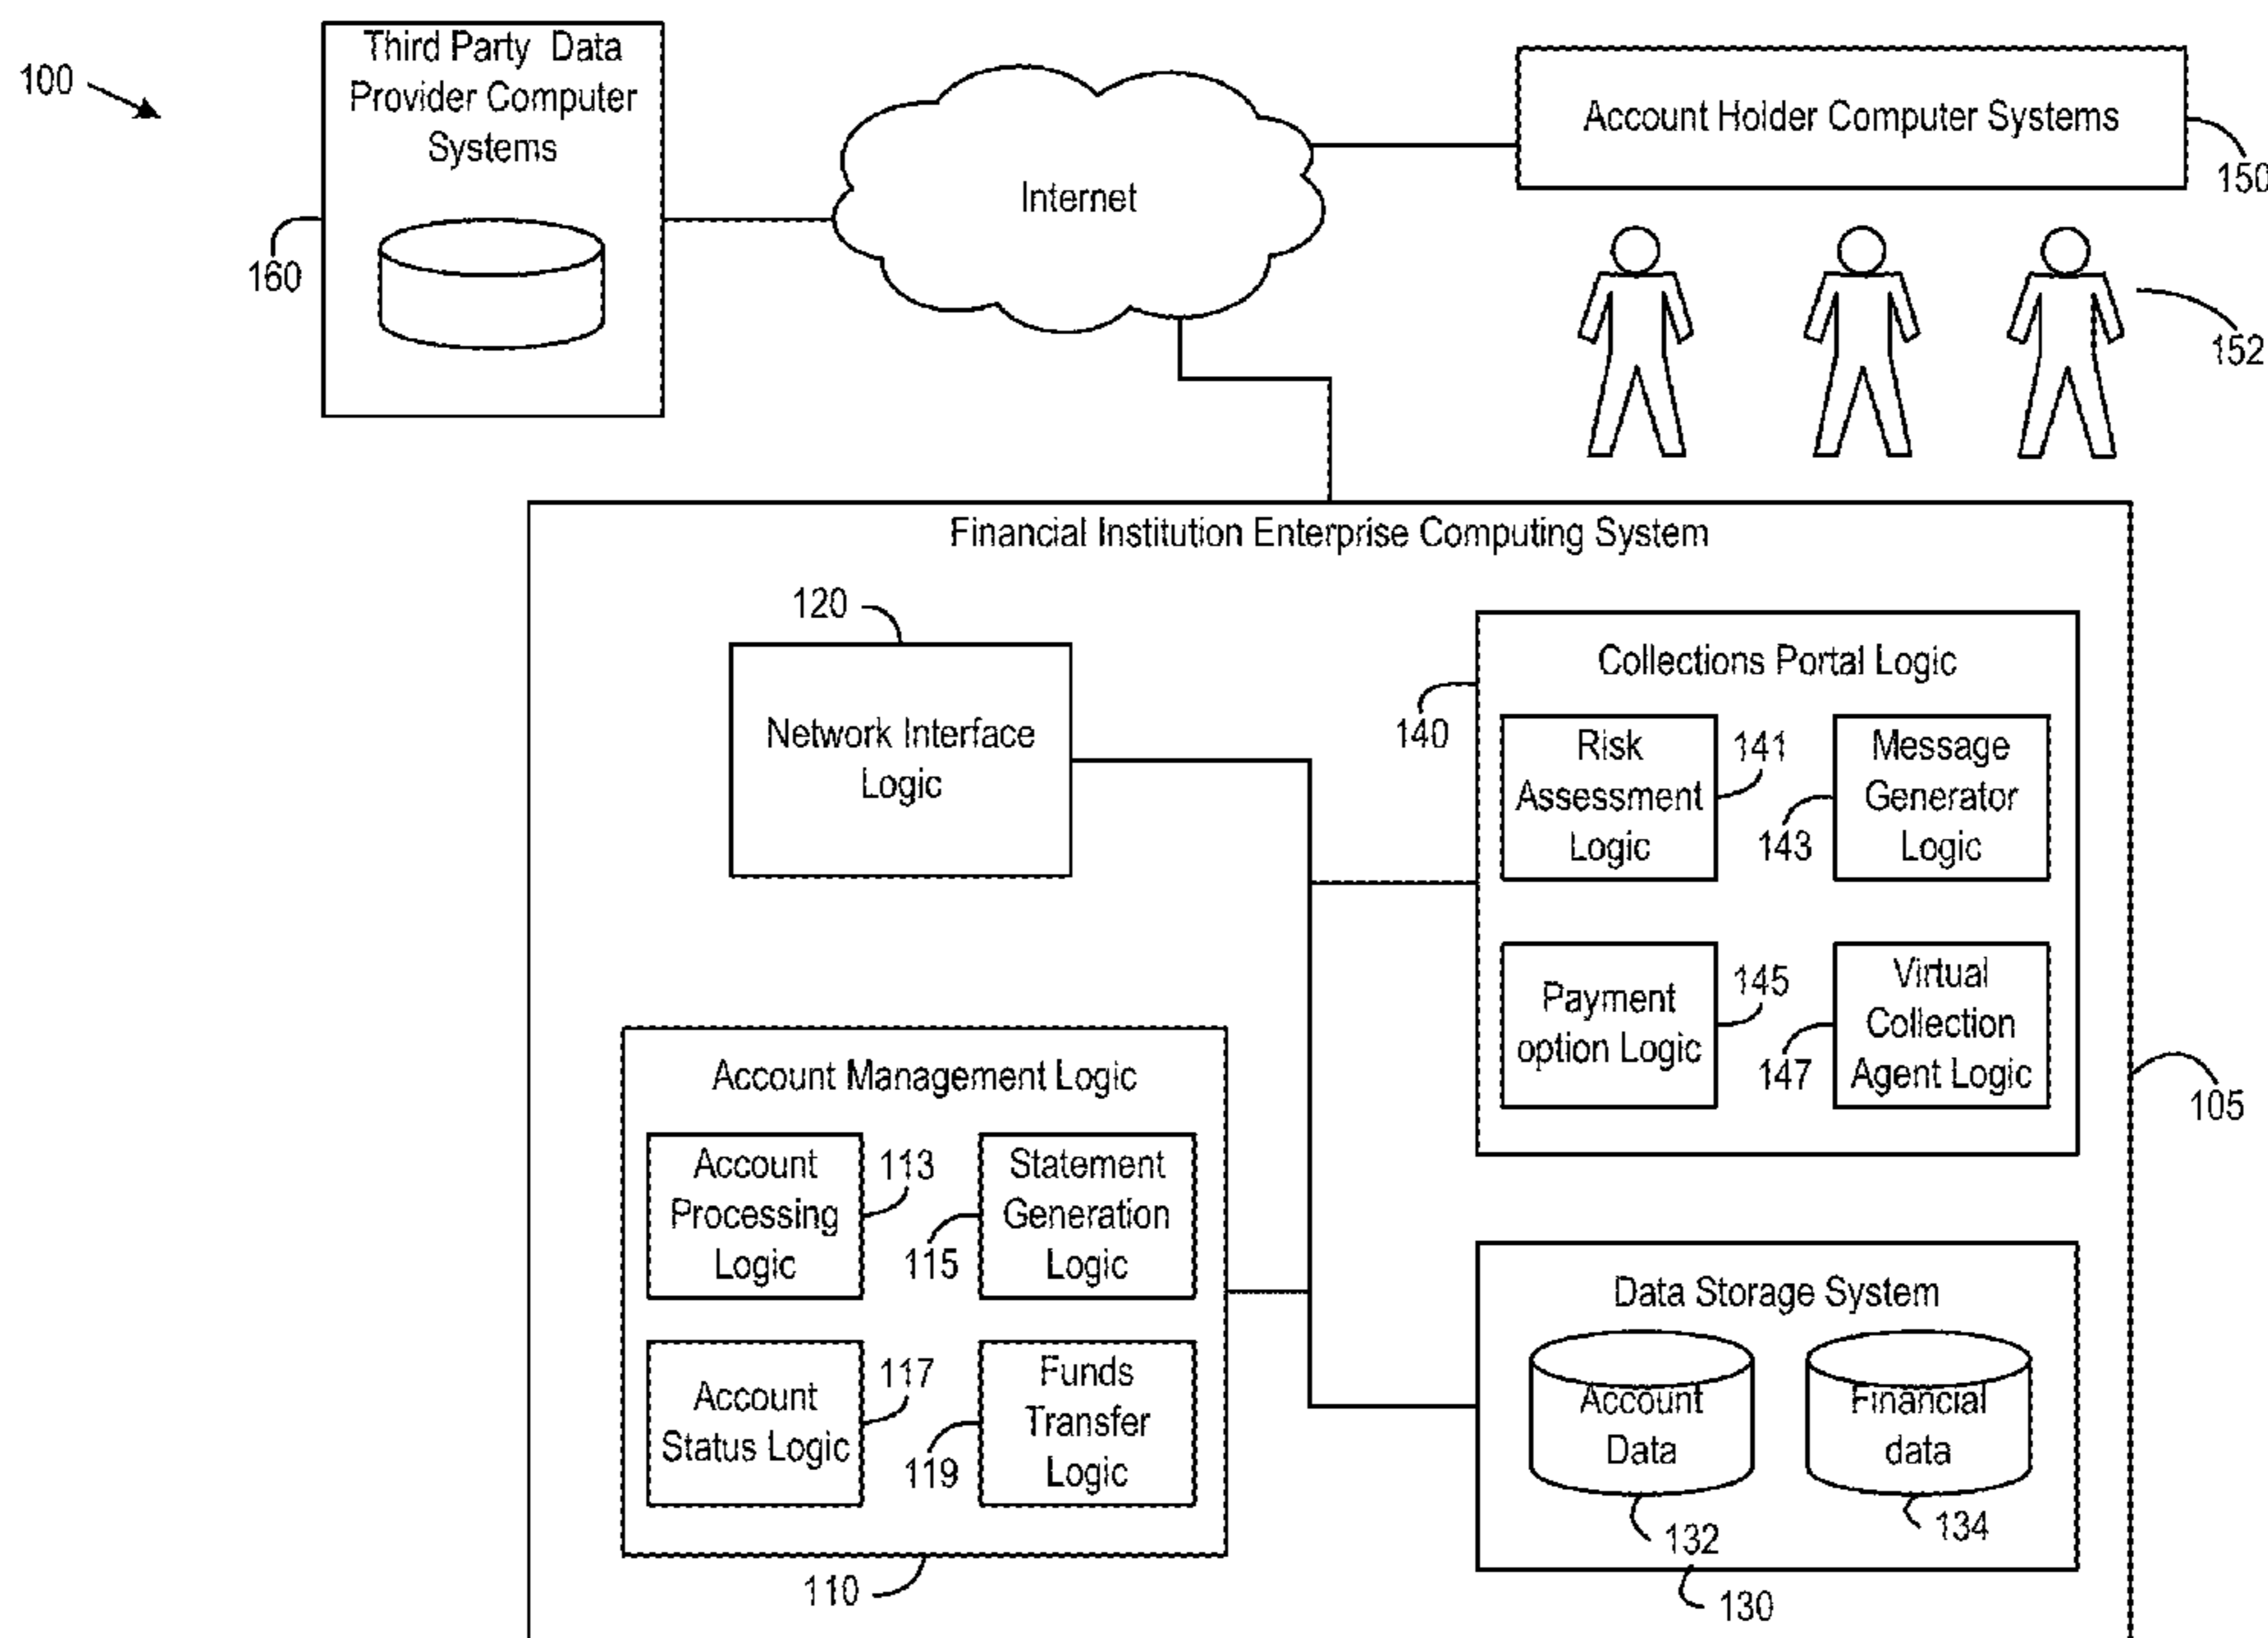 100
Third Party Data
Provider Computer
Systems
160
Internet
Account Holder Computer Systems
150
152
Financial Institution Enterprise Computing System
120
Network Interface
Logic
Collections Portal Logic
140
Risk
Assessment
Logic
141
143
Message
Generator
Logic
Payment
option Logic
145
147
Virtual
Collection
Agent Logic
105
Account Management Logic
Account
Processing
Logic
113
115
Statement
Generation
Logic
Account
Status Logic
117
119
Funds
Transfer
Logic
110
Data Storage System
Account
Data
Financial
data
132
134
130